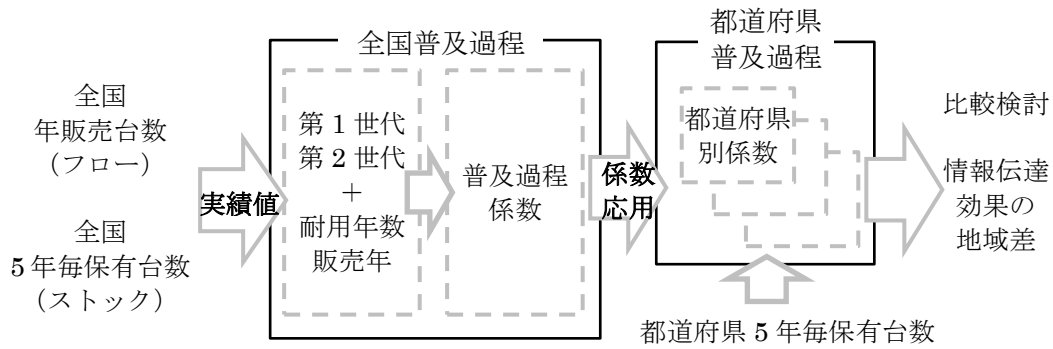 全国
年販売台数
（フロー）
全国
5年毎保有台数
（ストック）
実績値
全国普及過程
第1世代
第2世代
+
耐用年数
販売年
普及過程
係数
係数
応用
都道府県
普及過程
都道府県
別係数
都道府県5年毎保有台数
比較検討
情報伝達
効果の
地域差